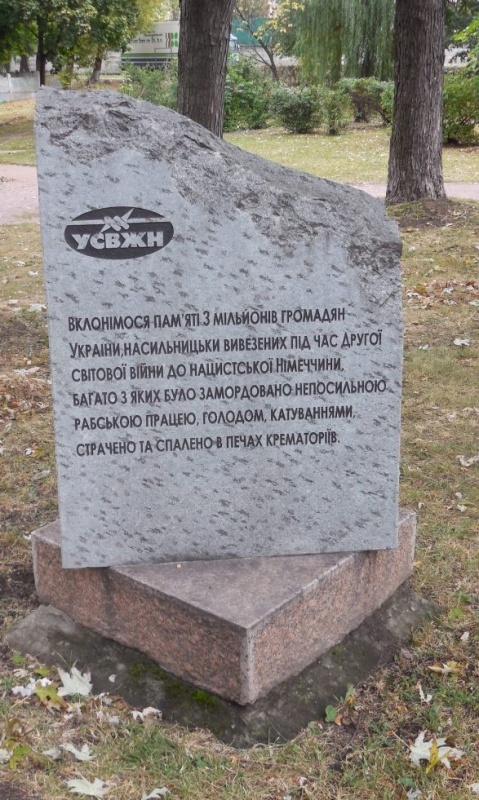 УСВЖН
Вклонімося пам'яті 3 мільйонів громадян
України, насильницьки вивезених під час Другої
світової війни до нацистської Німеччини,
багато з яких було замордовано непосильною
рабською працею, голодом, катуваннями,
страчено та спалено в печах крематоріїв.